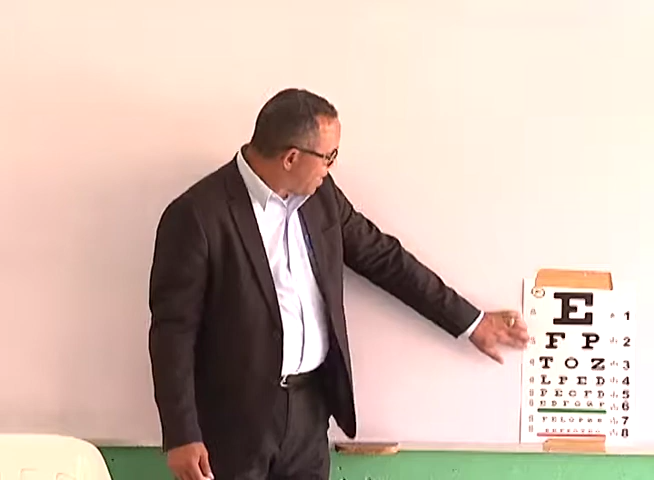 E 1
F P 2
T O Z 3
L P E D 4
P E C F D 5
E D F C Z P 6
F E L O P Z D 7
8